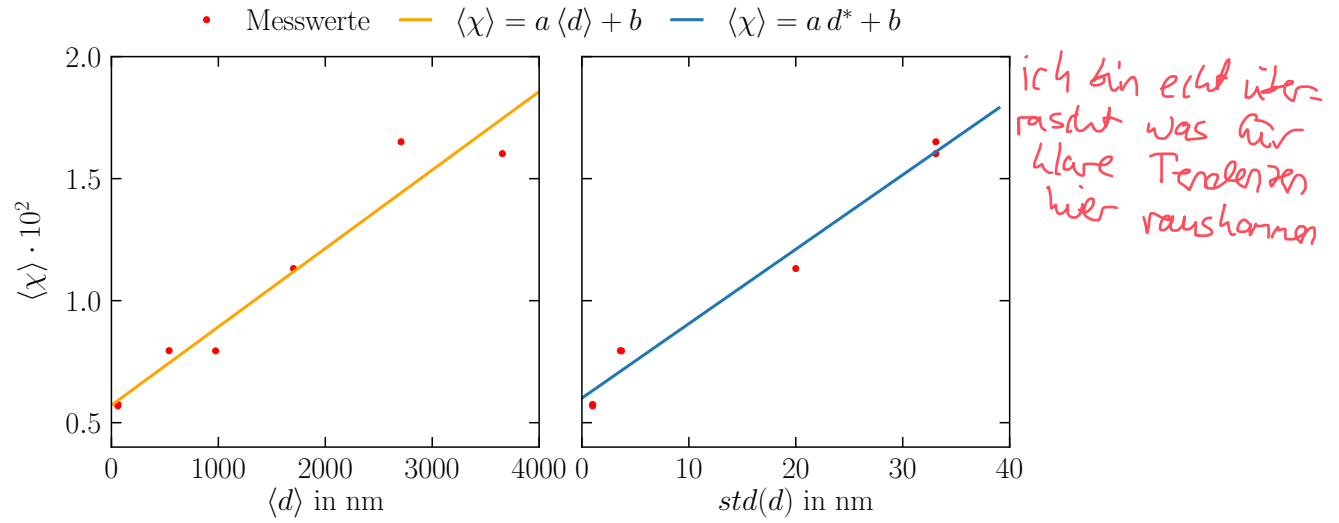 Messwerte ⟨χ⟩ = a ⟨d⟩ + b ⟨χ⟩ = a d* + b
2.0
1.5
1.0
0.5
⟨χ⟩ · 10²
0 1000 2000 3000 4000
⟨d⟩ in nm
0 10 20 30 40
std(d) in nm
ich bin echt über-
rascht was für
klare Tendenzen
hier rauskommen